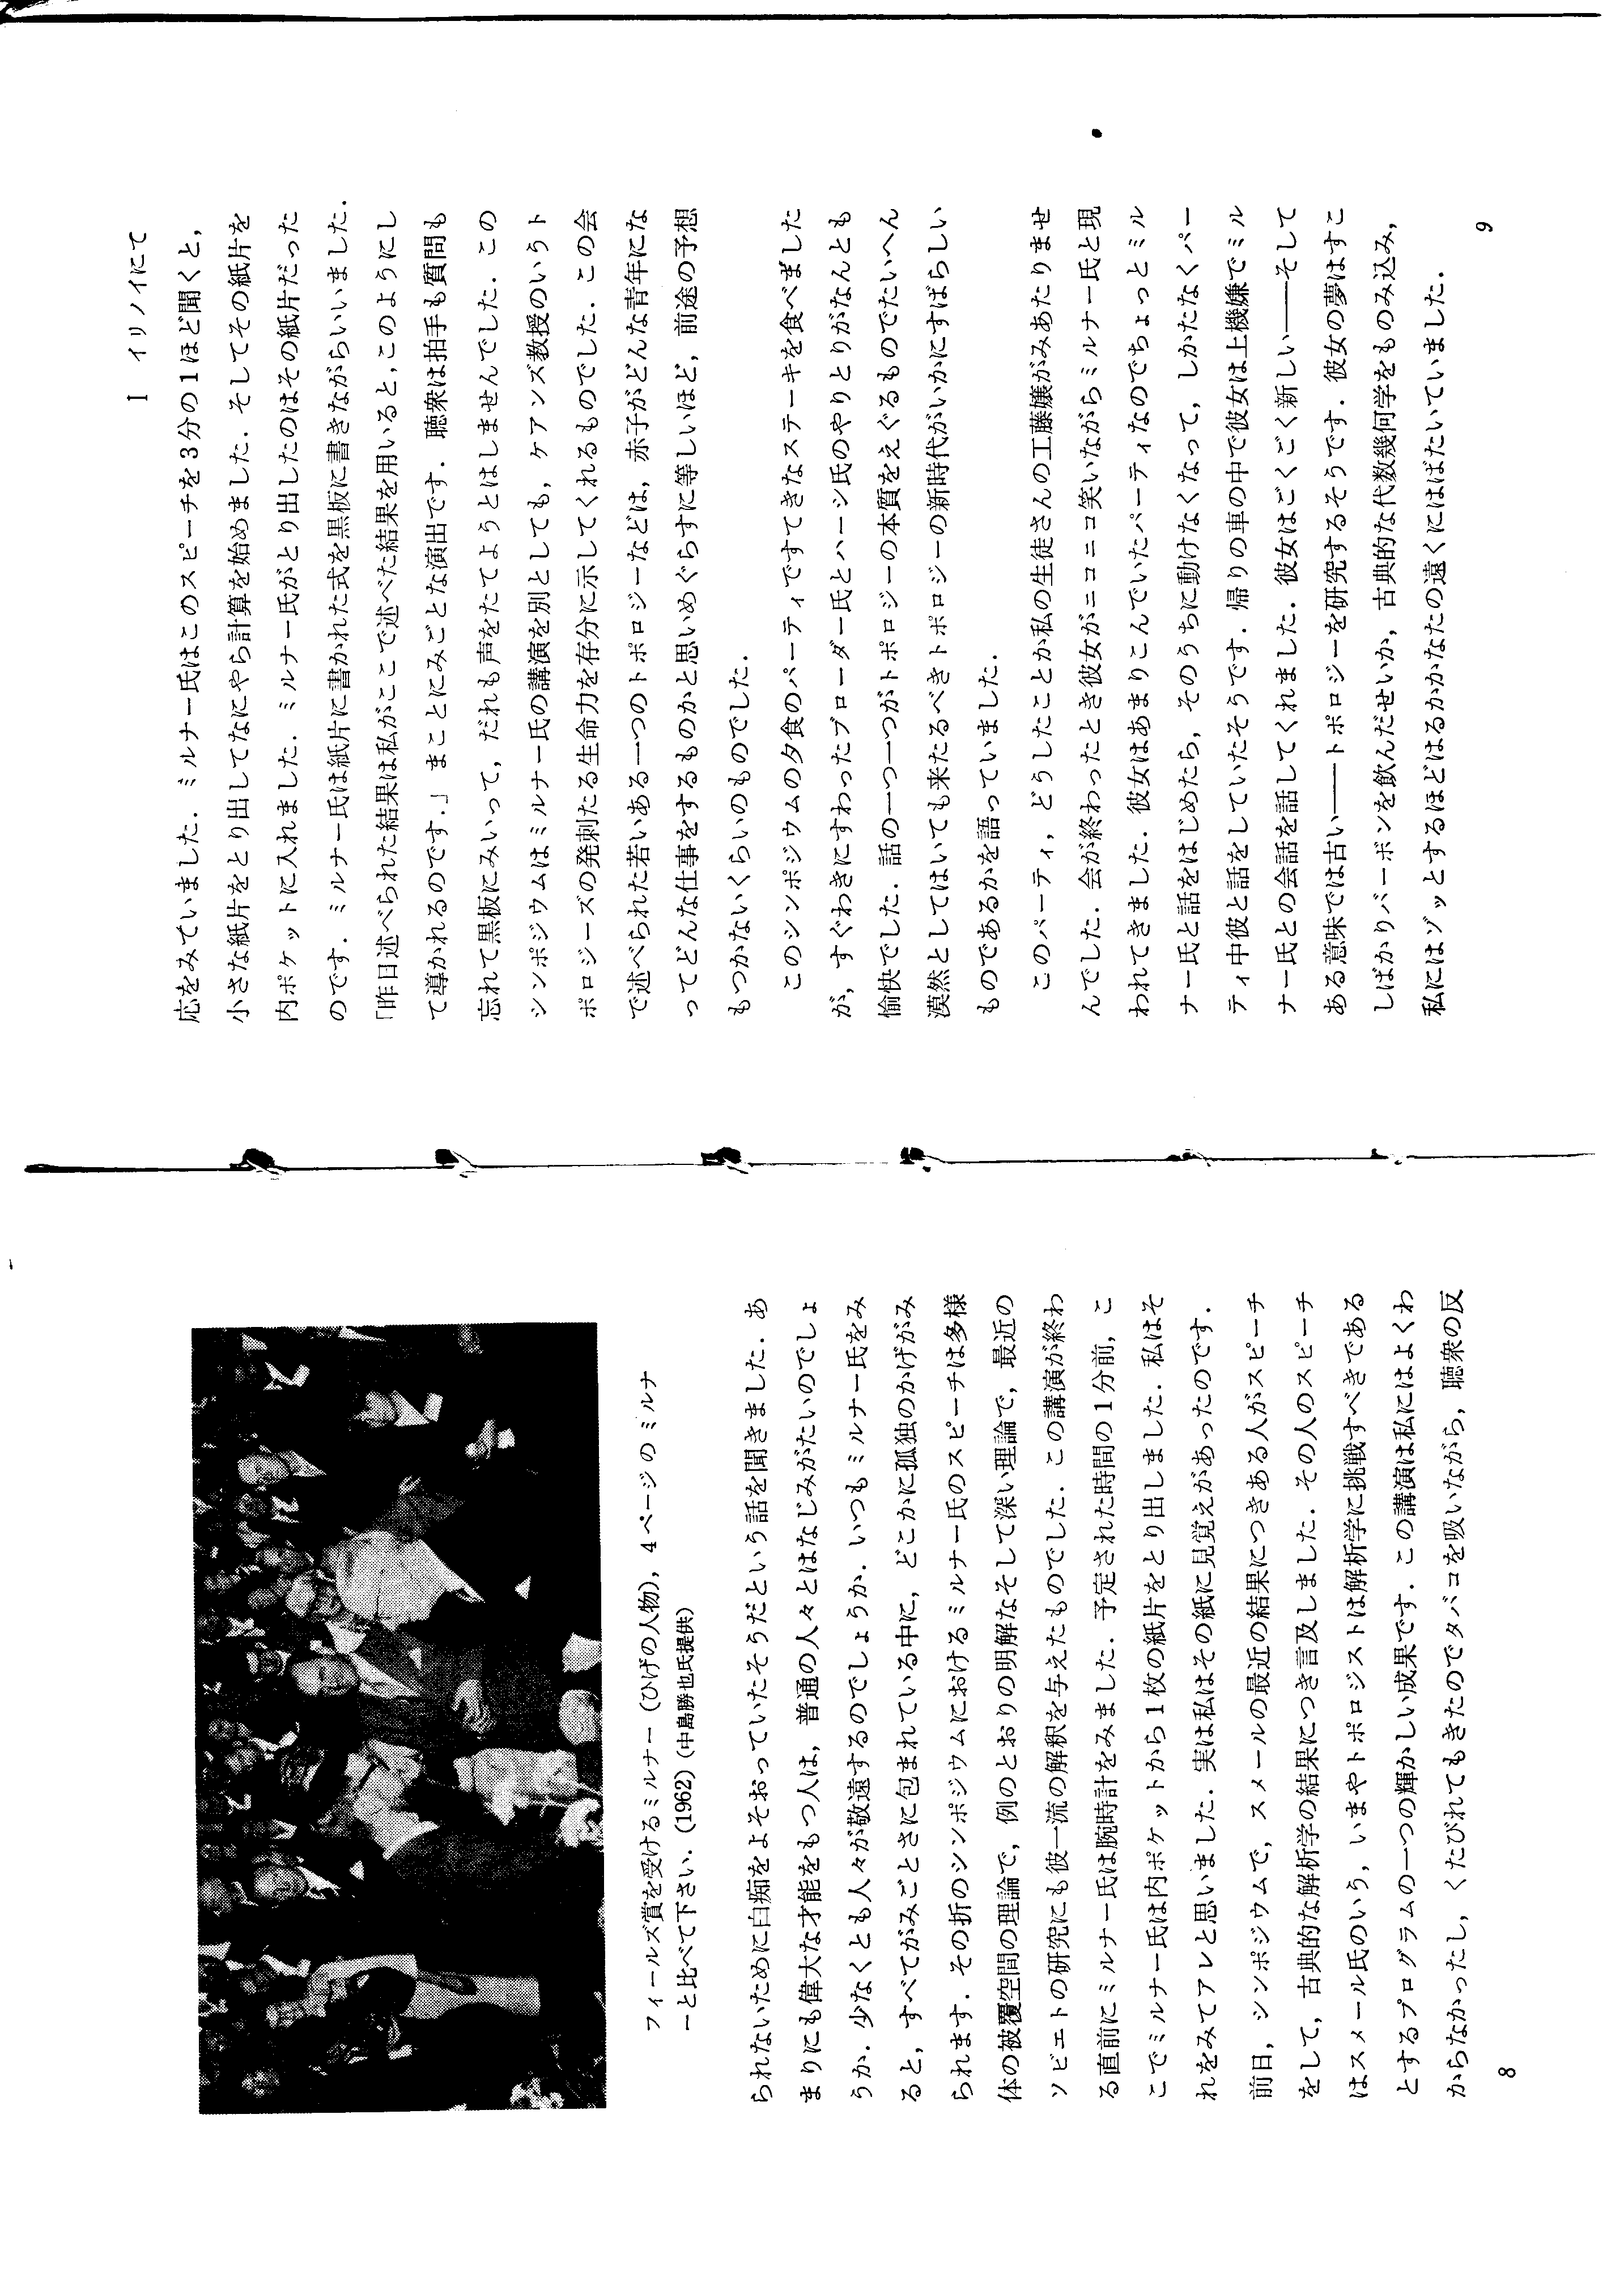 フィールズ賞を受けるミルナー（ひげの人物），4ページのミルナ
ーと比べて下さい．(1962)（中島勝也氏提供）
られないために白痴をよそおっていたそうだという話を聞きました．あ
まりにも偉大な才能をもつ人は，普通の人々とはなじみがたいのでしょ
うか．少なくとも人々が敬遠するのでしょうか．いつもミルナー氏をみ
ると，すべてがみごとさに包まれている中に，どこかに孤独のかげがみ
られます．その折のシンポジウムにおけるミルナー氏のスピーチは多様
体の被覆空間の理論で，例のとおりの明解なそして深い理論で，最近の
ソビエトの研究にも彼一流の解釈を与えたものでした．この講演が終わ
る直前にミルナー氏は腕時計をみました．予定された時間の1分前，こ
こでミルナー氏は内ポケットから1枚の紙片をとり出しました．私はそ
れをみてアレと思いました．実は私はその紙に見覚えがあったのです．
前日，シンポジウムで，スメールの最近の結果につきある人がスピーチ
をして，古典的な解析学の結果につき言及しました．その人のスピーチ
はスメール氏のいう，いまやトポロジストは解析学に挑戦すべきである
とするプログラムの一つの輝かしい成果です．この講演は私にはよくわ
からなかったし，くたびれてもきたのでタバコを吸いながら，聴衆の反
8
I　イリノイにて
応をみていました．ミルナー氏はこのスピーチを3分の1ほど聞くと，
小さな紙片をとり出してなにやら計算を始めました．そしてその紙片を
内ポケットに入れました．ミルナー氏がとり出したのはその紙片だった
のです．ミルナー氏は紙片に書かれた式を黒板に書きながらいいました．
「昨日述べられた結果は私がここで述べた結果を用いると，このようにし
て導かれるのです．」まことにみごとな演出です．聴衆は拍手も質問も
忘れて黒板にみいって，だれも声をたてようとはしませんでした．この
シンポジウムはミルナー氏の講演を別としても，ケアンズ教授のいうト
ポロジーズの発刺たる生命力を存分に示してくれるものでした．この会
で述べられた若いある一つのトポロジーなどは，赤子がどんな青年にな
ってどんな仕事をするものかと思いめぐらすに等しいほど，前途の予想
もつかないくらいのものでした．
このシンポジウムの夕食のパーティですてきなステーキを食べました
が，すぐわきにすわったブローダー氏とハーシ氏のやりとりがなんとも
愉快でした．話の一つ一つがトポロジーの本質をえぐるものでたいへん
漠然としてはいても来たるべきトポロジーの新時代がいかにすばらしい
ものであるかを語っていました．
このパーティ，どうしたことか私の生徒さんの工藤嬢がみあたりませ
んでした．会が終わったとき彼女がニコニコ笑いながらミルナー氏と現
われてきました．彼女はあまりこんでいたパーティなのでちょっとミル
ナー氏と話をはじめたら，そのうちに動けなくなって，しかたなくパー
ティ中彼と話をしていたそうです．帰りの車の中で彼女は上機嫌でミル
ナー氏との会話を話してくれました．彼女はごくごく新しい――そして
ある意味では古い――トポロジーを研究するそうです．彼女の夢はすこ
しばかりバーボンを飲んだせいか，古典的な代数幾何学をものみ込み，
私にはゾッとするほどはるかかなたの遠くにはばたいていました．
9